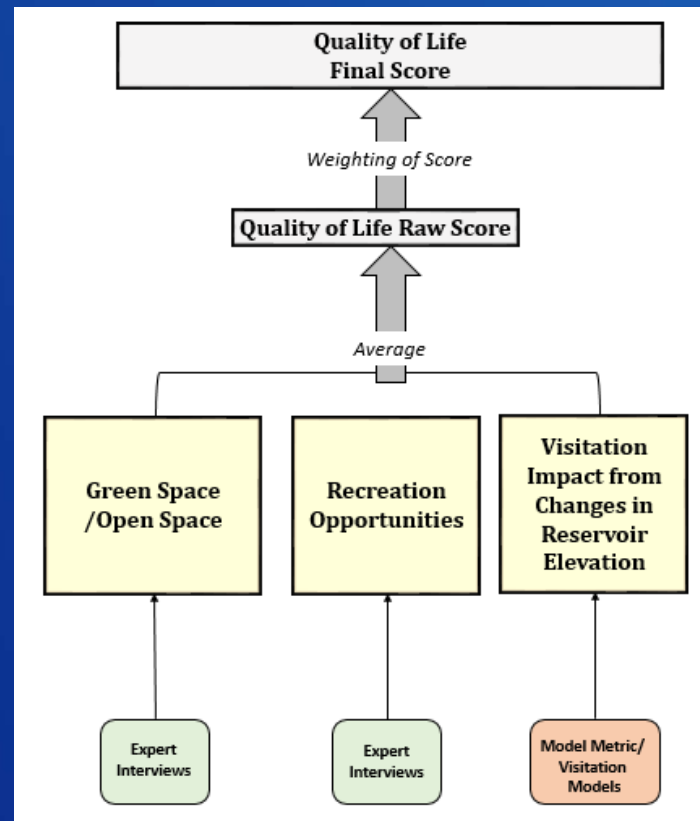 Quality of Life
Final Score
Weighting of Score
Quality of Life Raw Score
Average
Green Space
/Open Space
Recreation
Opportunities
Visitation
Impact from
Changes in
Reservoir
Elevation
Expert
Interviews
Expert
Interviews
Model Metric/
Visitation
Models